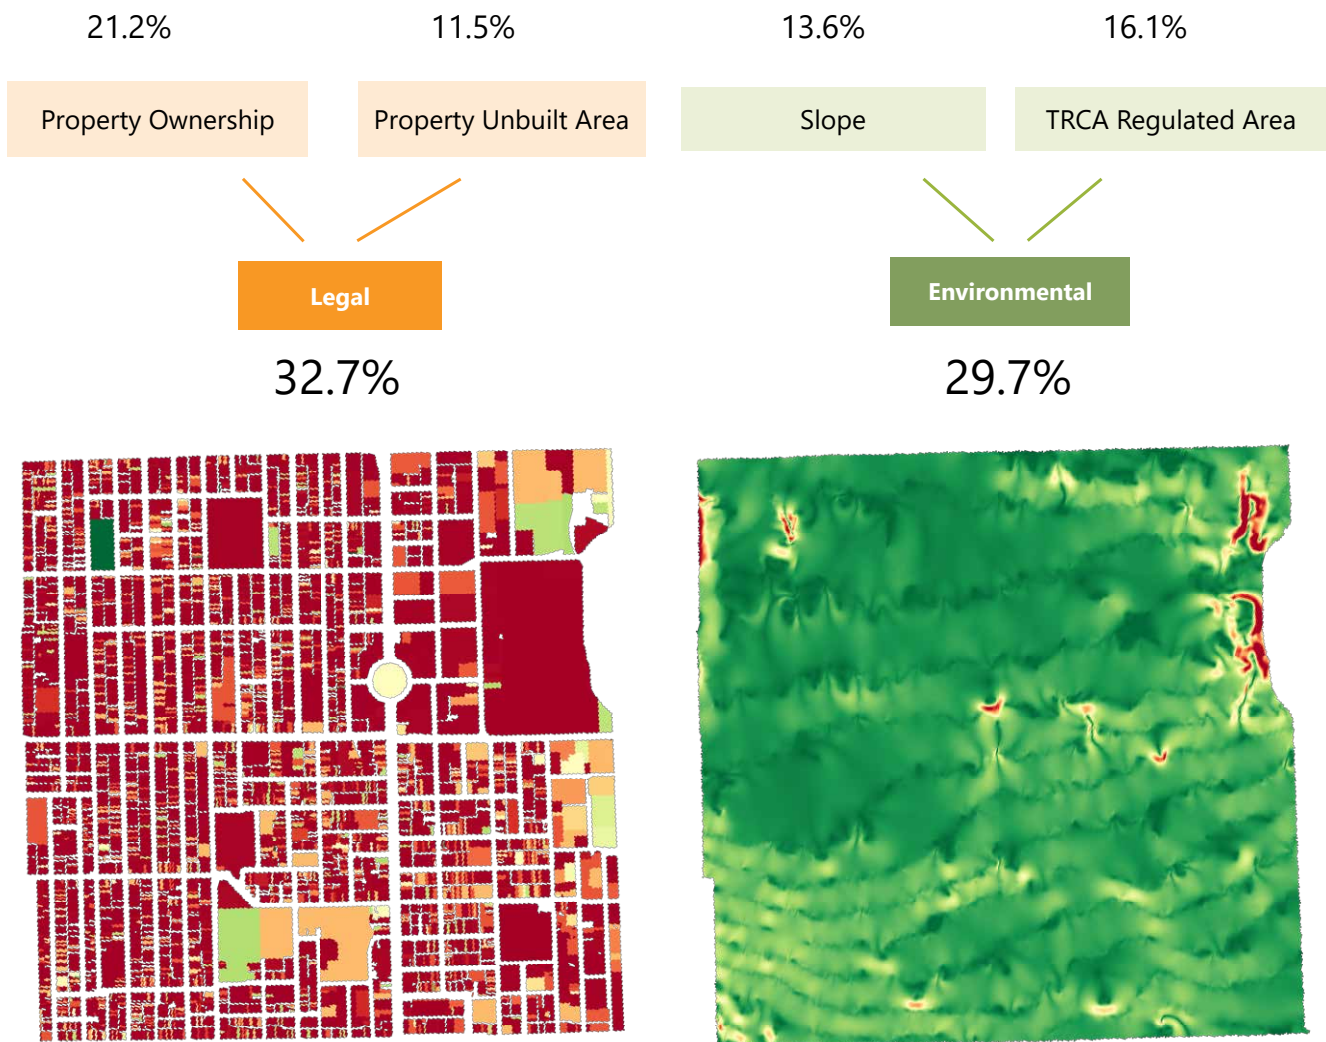 21.2%
11.5%
13.6%
16.1%
Property Ownership
Property Unbuilt Area
Slope
TRCA Regulated Area
Legal
Environmental
32.7%
29.7%